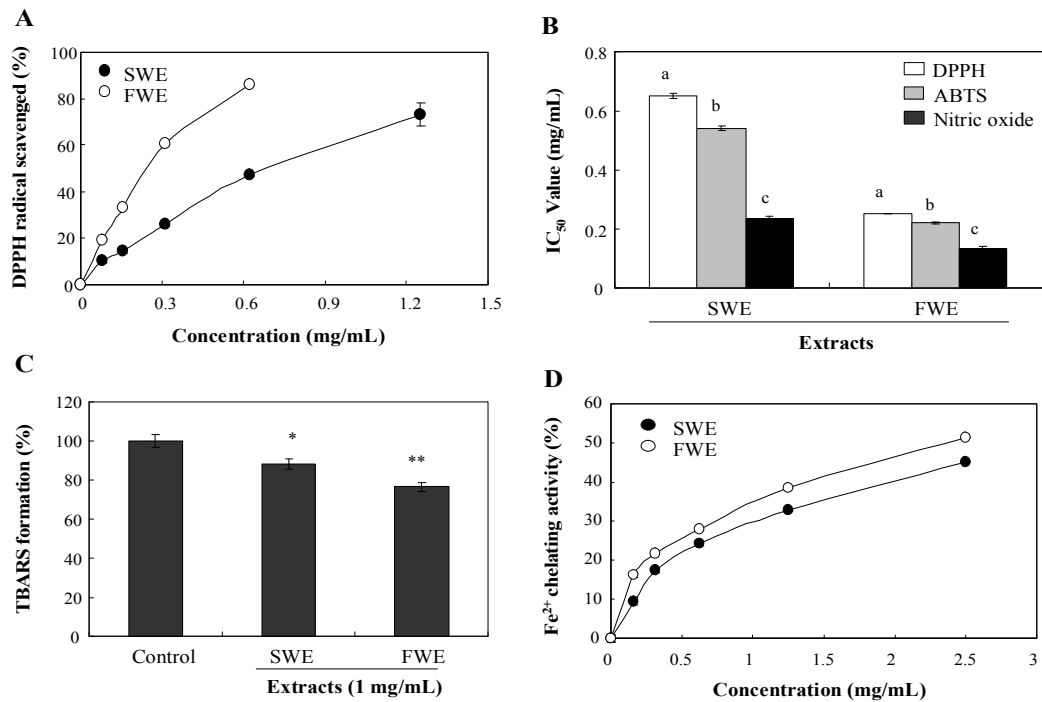 A
DPPH radical scavenged (%)
100
80
60
40
20
0
SWE
FWE
0 0.3 0.6 0.9 1.2 1.5
Concentration (mg/mL)
B
IC50 Value (mg/mL)
0.8
0.6
0.4
0.2
0
a
b
c
a
b
c
DPPH
ABTS
Nitric oxide
SWE FWE
Extracts
C
TBARS formation (%)
120
100
80
60
40
20
0
*
**
Control SWE FWE
Extracts (1 mg/mL)
D
Fe2+ chelating activity (%)
60
50
40
30
20
10
0
SWE
FWE
0 0.5 1 1.5 2 2.5 3
Concentration (mg/mL)